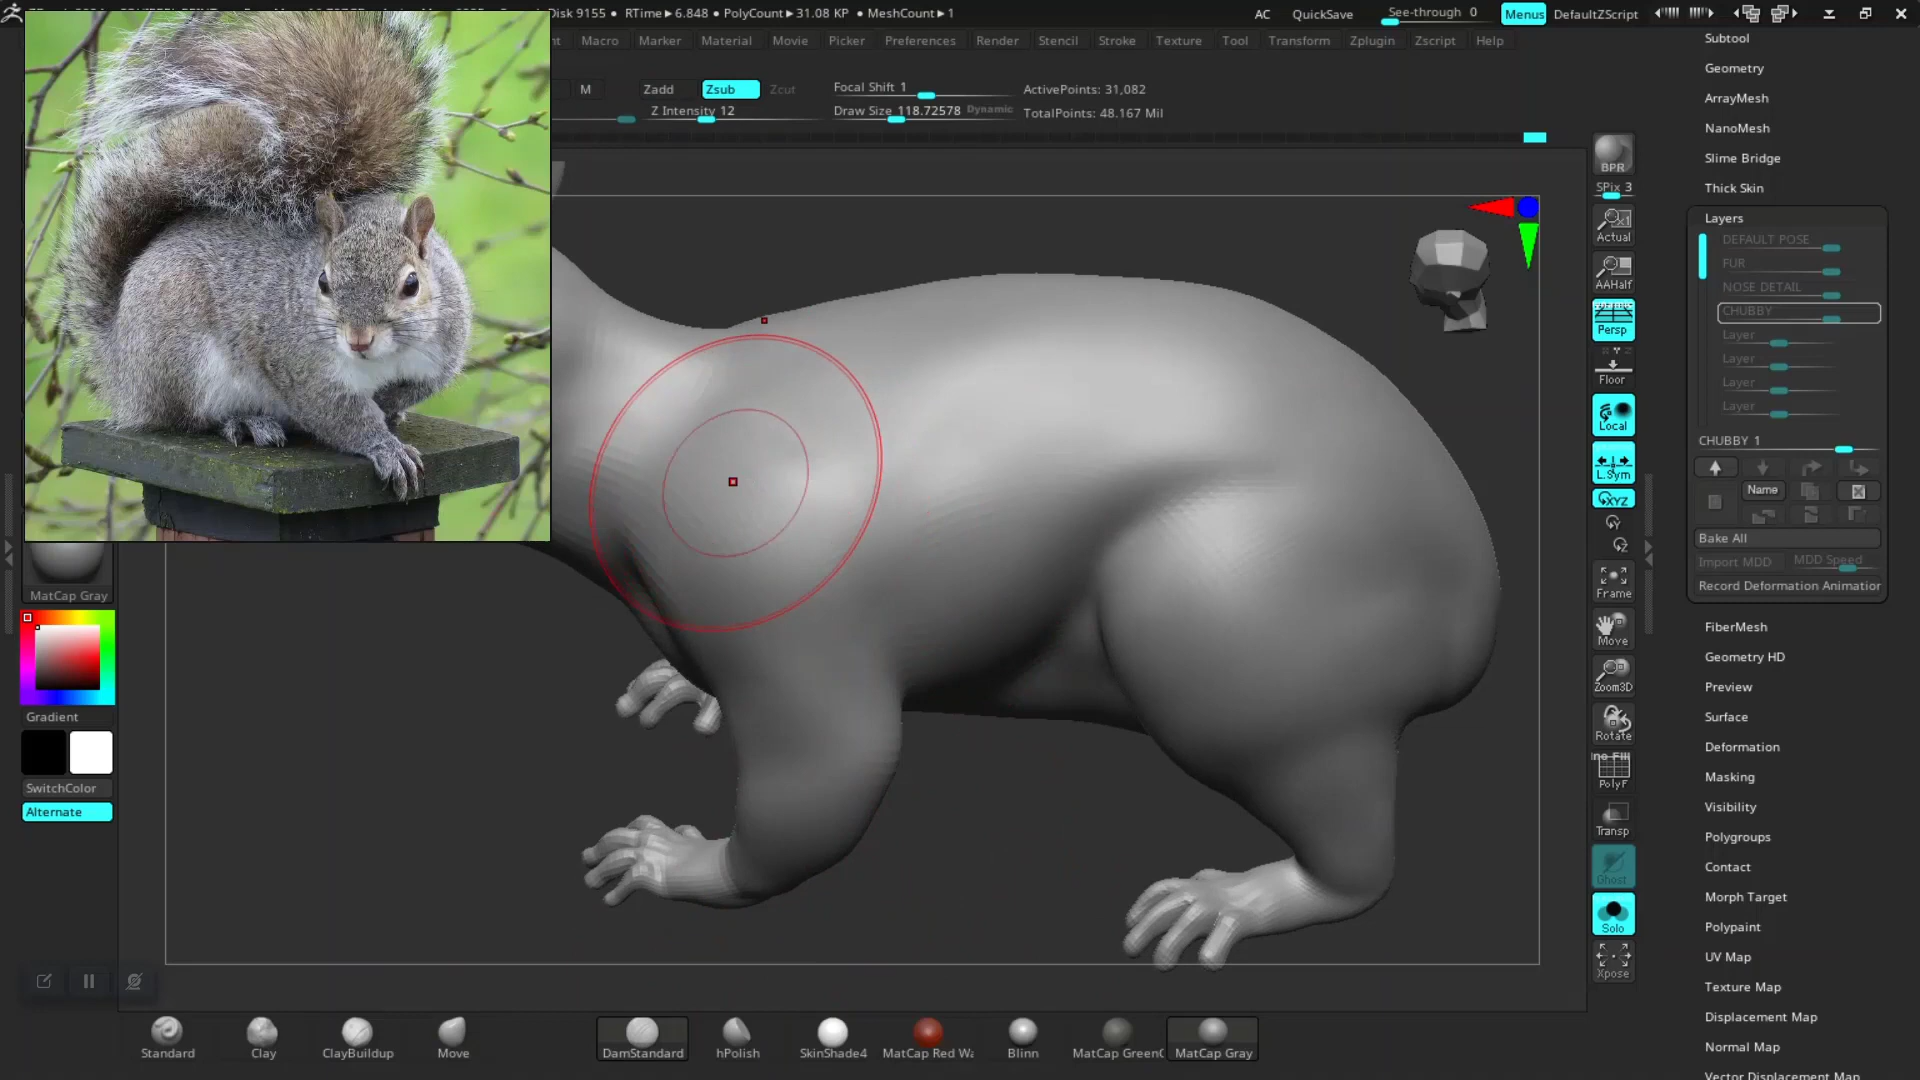 Disk 9155 • RTime▸6.848 • PolyCount▸31.08 KP • MeshCount▸1
AC QuickSave See-through 0 Menus DefaultZScript
Macro Marker Material Movie Picker Preferences Render Stencil Stroke Texture Tool Transform Zplugin Zscript Help
M Zadd Zsub Zcut Focal Shift 1 ActivePoints: 31,082
Z Intensity 12 Draw Size 118.72578 Dynamic TotalPoints: 48.167 Mil
BPR
SPix 3
Actual
AAHalf
Persp
Floor
Local
L.Sym
XYZ
Y
Z
Frame
Move
Zoom3D
Rotate
PolyF
Transp
Ghost
Solo
Xpose
Subtool
Geometry
ArrayMesh
NanoMesh
Slime Bridge
Thick Skin
Layers
DEFAULT POSE
FUR
NOSE DETAIL
CHUBBY
Layer
Layer
Layer
Layer
CHUBBY 1
Name
Bake All
Import MDD MDD Speed
Record Deformation Animation
FiberMesh
Geometry HD
Preview
Surface
Deformation
Masking
Visibility
Polygroups
Contact
Morph Target
Polypaint
UV Map
Texture Map
Displacement Map
Normal Map
Vector Displacement Map
MatCap Gray
Gradient
SwitchColor
Alternate
Standard Clay ClayBuildup Move DamStandard hPolish SkinShade4 MatCap Red Wa Blinn MatCap Green MatCap Gray